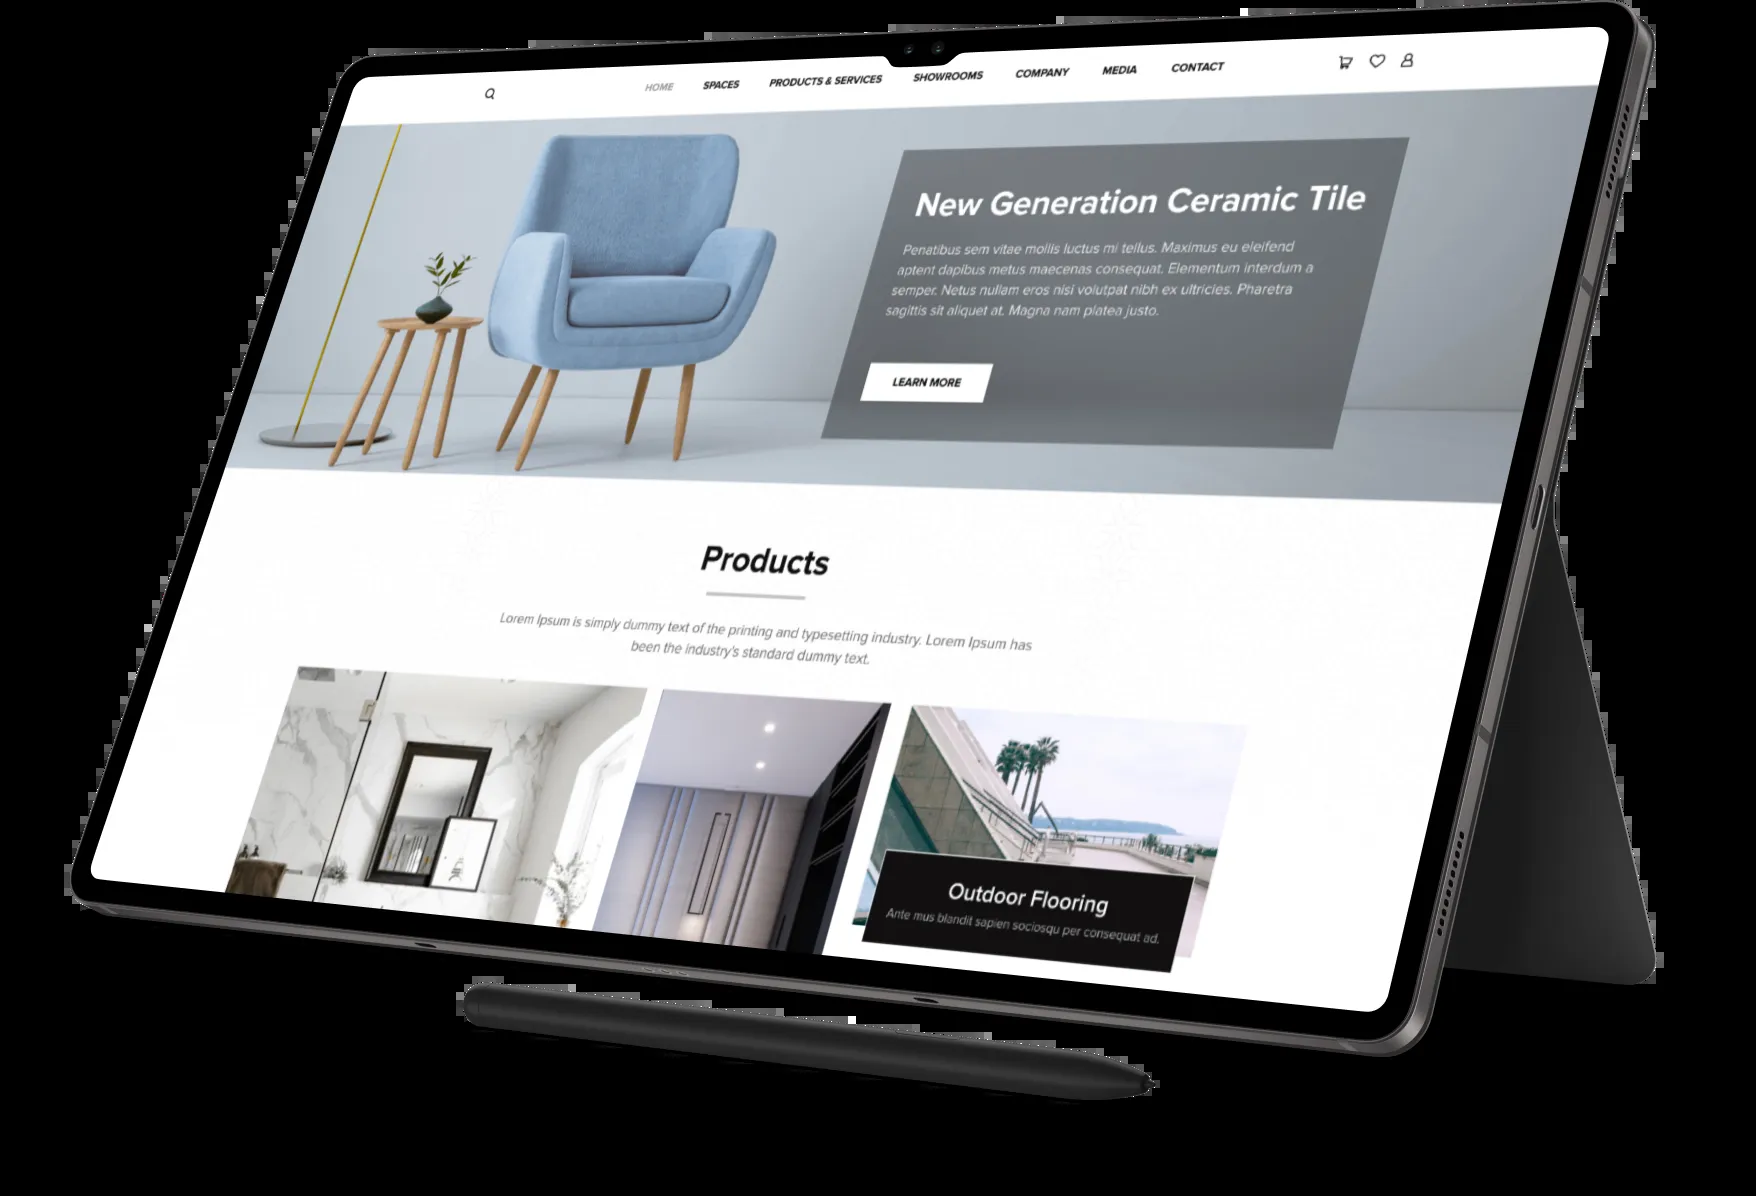 HOME SPACES PRODUCTS & SERVICES SHOWROOMS COMPANY MEDIA CONTACT
New Generation Ceramic Tile
Penatibus sem vitae mollis luctus mi tellus. Maximus eu eleifend
aptent dapibus metus maecenas consequat. Elementum interdum a
semper. Netus nullam eros nisi volutpat nibh ex ultricies. Pharetra
sagittis sit aliquet at. Magna nam platea justo.
LEARN MORE
Products
Lorem Ipsum is simply dummy text of the printing and typesetting industry. Lorem Ipsum has
been the industry's standard dummy text.
Outdoor Flooring
Ante mus blandit sapien sociosqu per consequat ad.